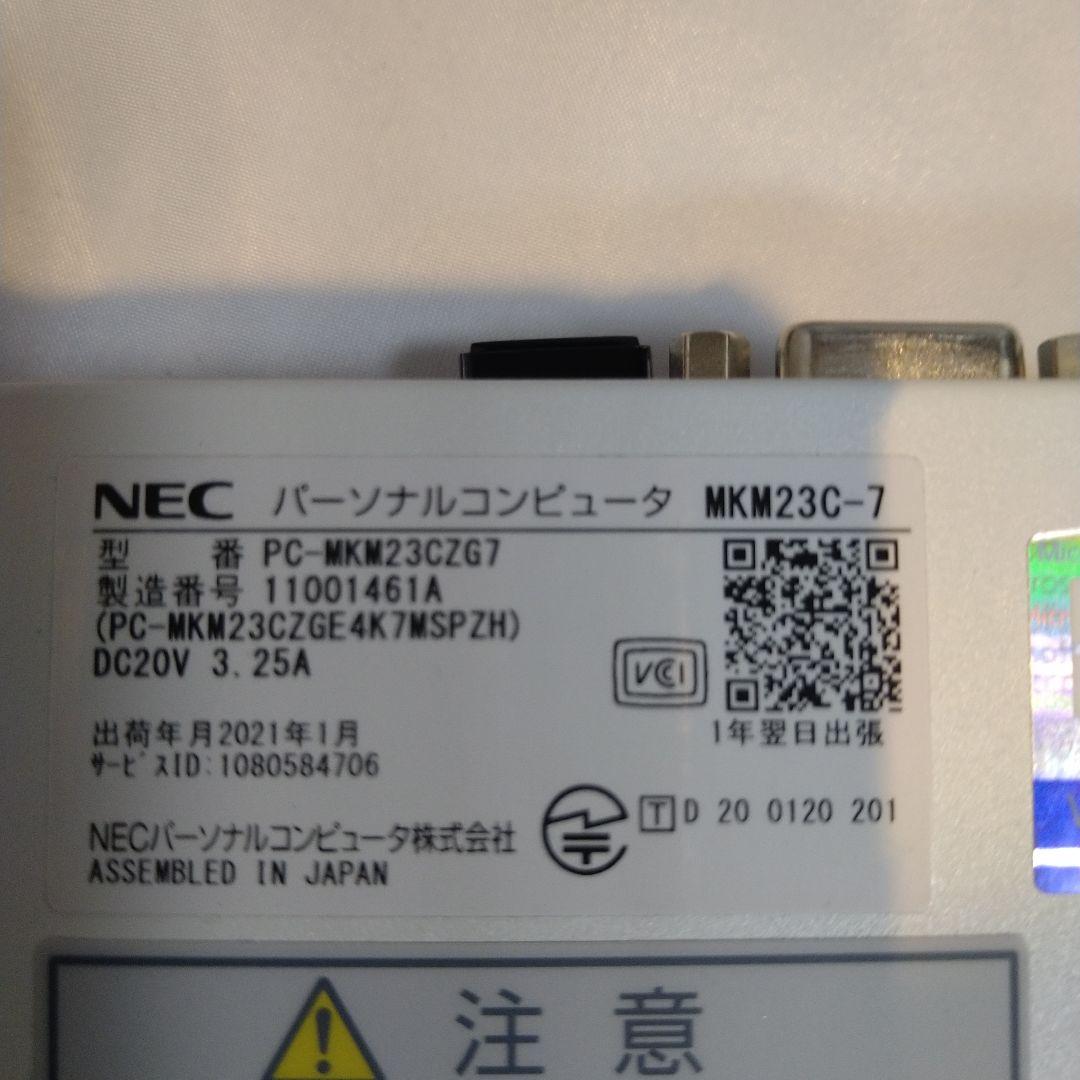 NEC パーソナルコンピュータ MKM23C-7
型 番 PC-MKM23CZG7
製造番号 11001461A
(PC-MKM23CZGE4K7MSPZH)
DC20V 3.25A
VCI
1年翌日出張
出荷年月2021年1月
ｻｰﾋﾞｽID:1080584706
T D 20 0120 201
NECパーソナルコンピュータ株式会社
ASSEMBLED IN JAPAN
注意